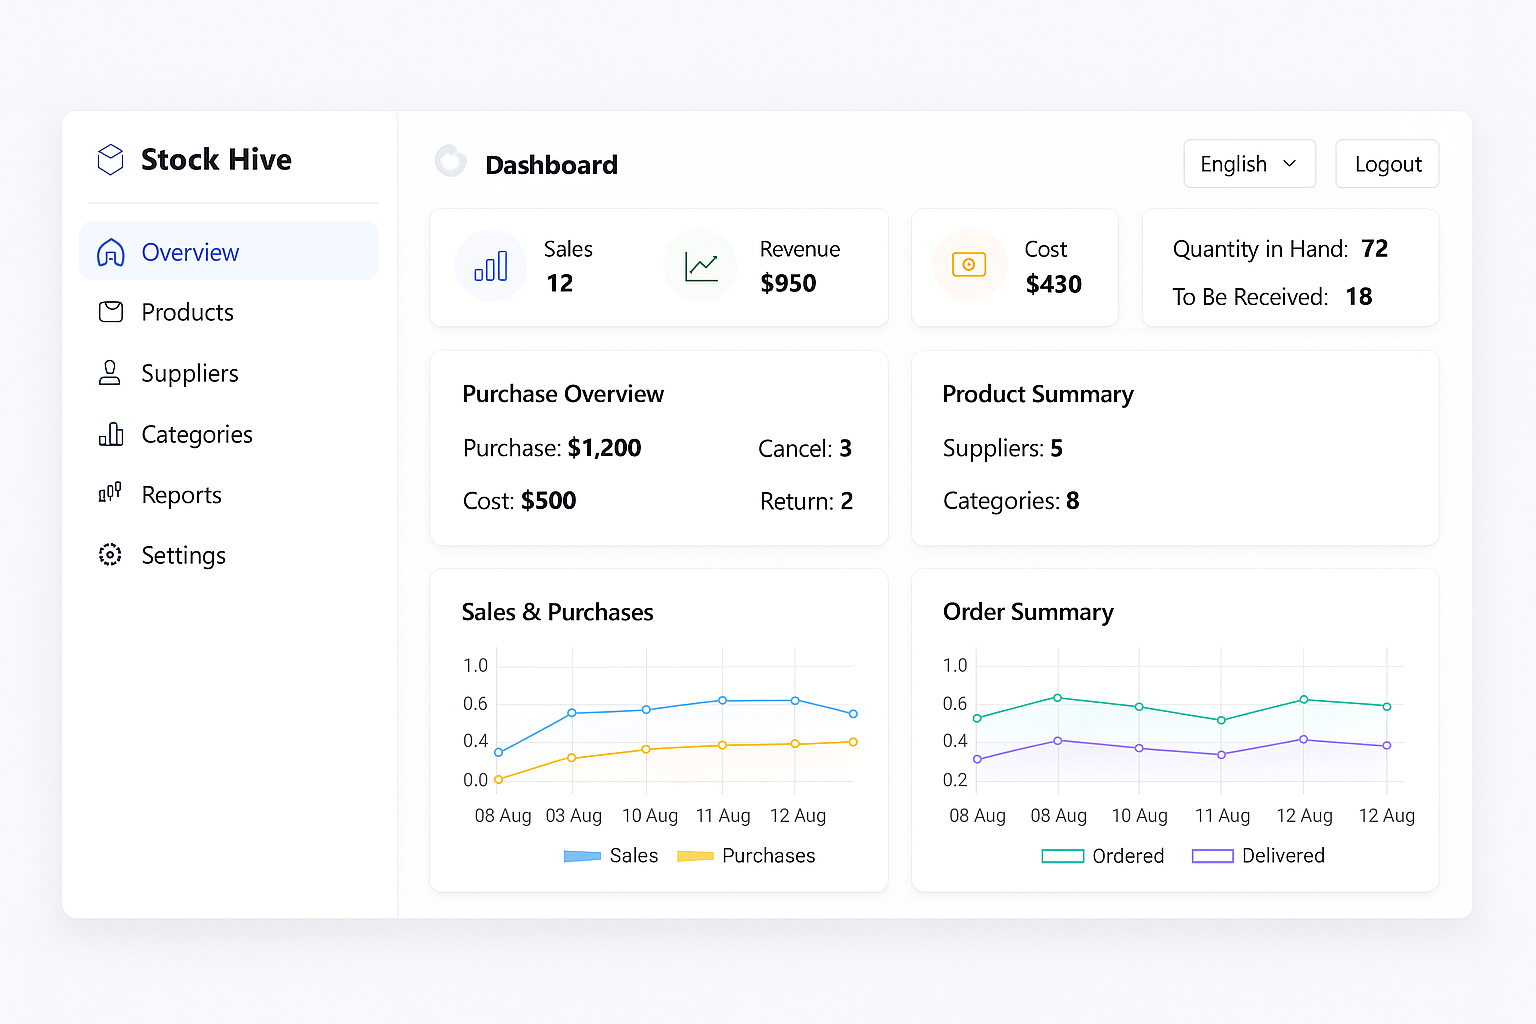 Stock Hive
Overview
Products
Suppliers
Categories
Reports
Settings
Dashboard
English
Logout
Sales
12
Revenue
$950
Cost
$430
Quantity in Hand: 72
To Be Received: 18
Purchase Overview
Purchase: $1,200
Cancel: 3
Cost: $500
Return: 2
Product Summary
Suppliers: 5
Categories: 8
Sales & Purchases
1.0
0.6
0.4
0.0
08 Aug 03 Aug 10 Aug 11 Aug 12 Aug
Sales Purchases
Order Summary
1.0
0.6
0.4
0.2
08 Aug 08 Aug 10 Aug 11 Aug 12 Aug 12 Aug
Ordered Delivered